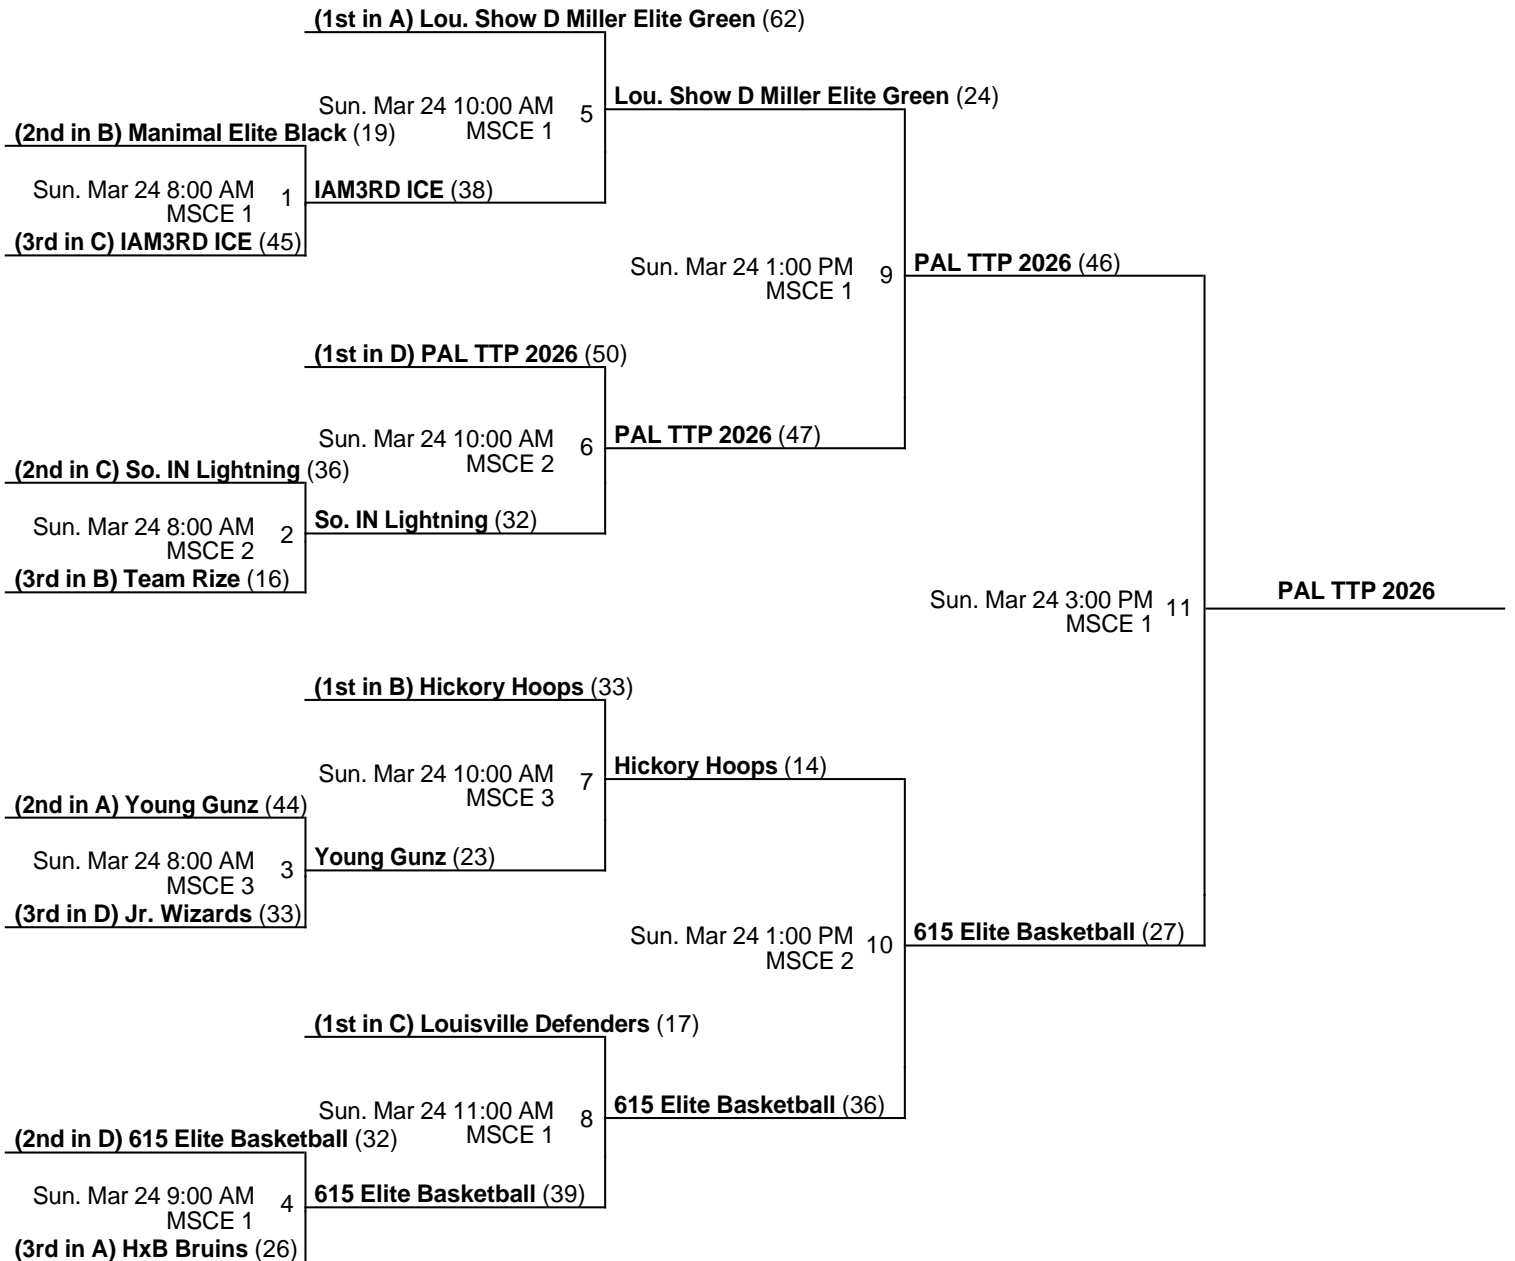 (1st in A) Lou. Show D Miller Elite Green (62)
Lou. Show D Miller Elite Green (24)
Sun. Mar 24 10:00 AM
5
MSCE 1
(2nd in B) Manimal Elite Black (19)
Sun. Mar 24 8:00 AM
1
MSCE 1
IAM3RD ICE (38)
(3rd in C) IAM3RD ICE (45)
Sun. Mar 24 1:00 PM
9
MSCE 1
PAL TTP 2026 (46)
(1st in D) PAL TTP 2026 (50)
Sun. Mar 24 10:00 AM
6
MSCE 2
PAL TTP 2026 (47)
(2nd in C) So. IN Lightning (36)
Sun. Mar 24 8:00 AM
2
MSCE 2
So. IN Lightning (32)
(3rd in B) Team Rize (16)
Sun. Mar 24 3:00 PM
11
MSCE 1
PAL TTP 2026
(1st in B) Hickory Hoops (33)
Sun. Mar 24 10:00 AM
7
MSCE 3
Hickory Hoops (14)
(2nd in A) Young Gunz (44)
Sun. Mar 24 8:00 AM
3
MSCE 3
Young Gunz (23)
(3rd in D) Jr. Wizards (33)
Sun. Mar 24 1:00 PM
10
MSCE 2
615 Elite Basketball (27)
(1st in C) Louisville Defenders (17)
Sun. Mar 24 11:00 AM
8
MSCE 1
615 Elite Basketball (36)
(2nd in D) 615 Elite Basketball (32)
Sun. Mar 24 9:00 AM
4
MSCE 1
615 Elite Basketball (39)
(3rd in A) HxB Bruins (26)